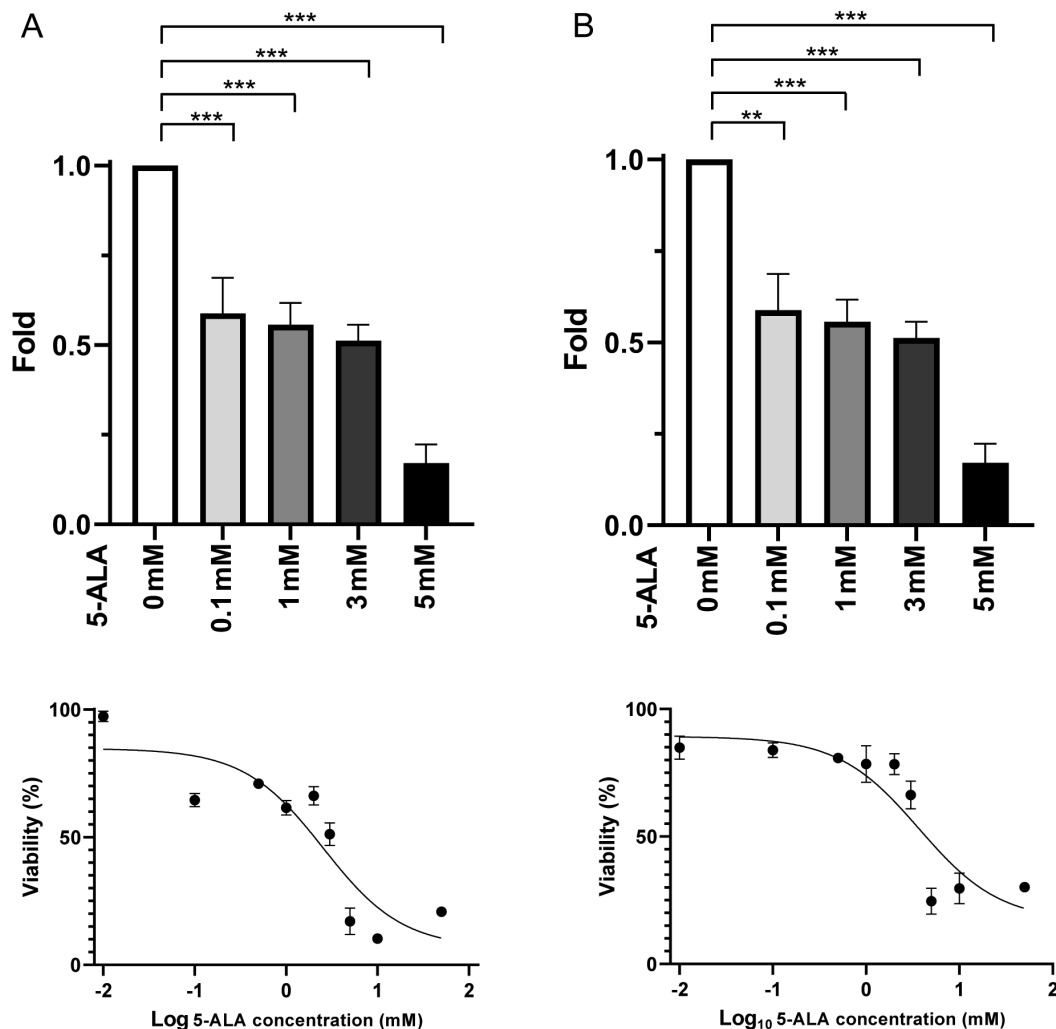 A
***
***
***
***
1.0
0.5
0.0
Fold
5-ALA
0 mM
0.1 mM
1 mM
3 mM
5 mM
B
***
***
***
**
1.0
0.5
0.0
Fold
5-ALA
0 mM
0.1 mM
1 mM
3 mM
5 mM
100
50
0
Viability (%)
-2
-1
0
1
2
Log 5-ALA concentration (mM)
100
50
0
Viability (%)
-2
-1
0
1
2
Log₁₀ 5-ALA concentration (mM)